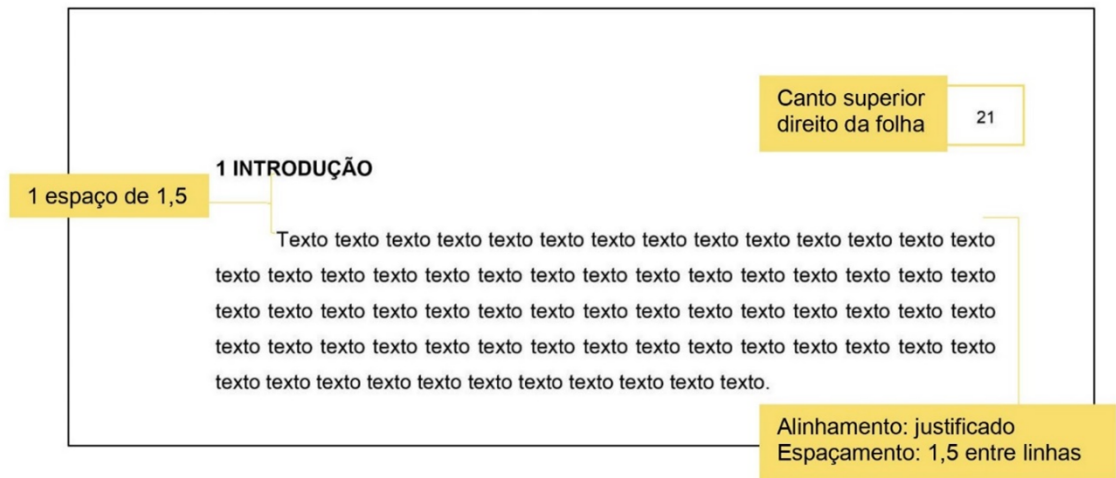 Canto superior
direito da folha
21
1 INTRODUÇÃO
1 espaço de 1,5
Texto texto texto texto texto texto texto texto texto texto texto texto texto texto
texto texto texto texto texto texto texto texto texto texto texto texto texto texto texto
texto texto texto texto texto texto texto texto texto texto texto texto texto texto texto
texto texto texto texto texto texto texto texto texto texto texto texto texto texto texto
texto texto texto texto texto texto texto texto texto texto texto.
Alinhamento: justificado
Espaçamento: 1,5 entre linhas